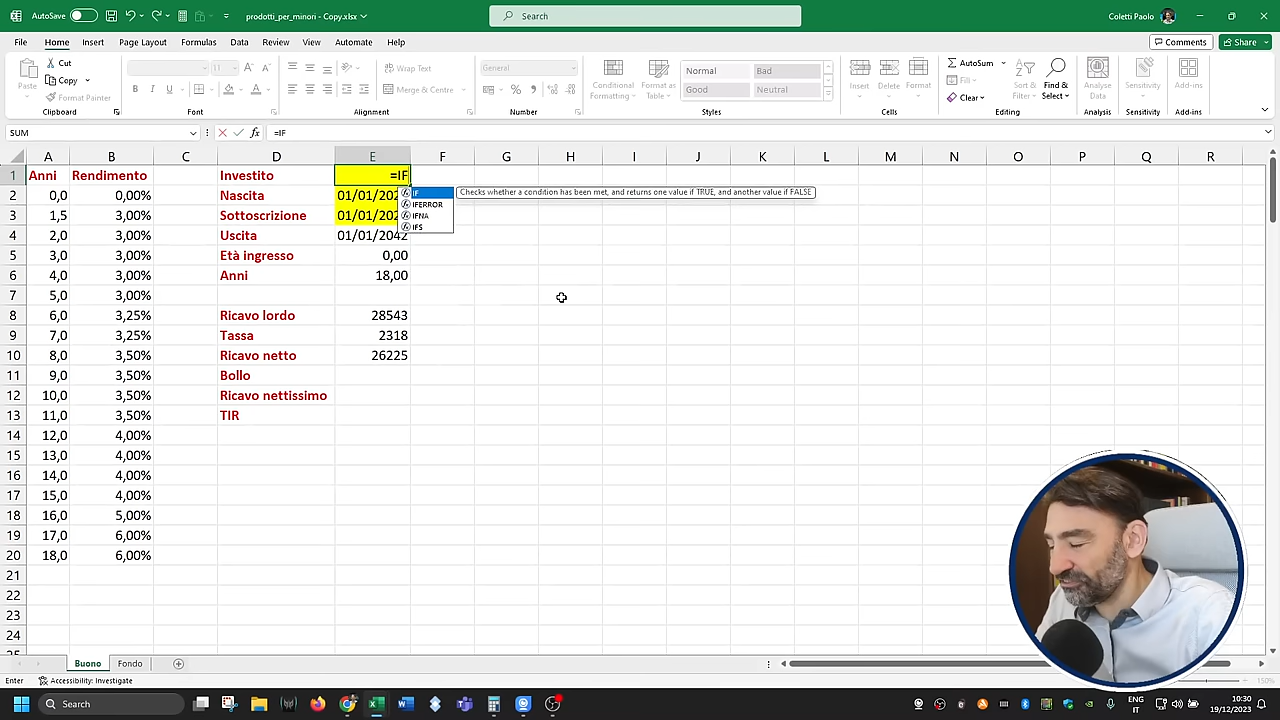 AutoSave Off prodotti_per_minori - Copy.xlsx Search Coletti Paolo
File Home Insert Page Layout Formulas Data Review View Automate Help Comments Share
Paste Cut Copy Format Painter Clipboard
Font
Wrap Text Merge & Centre Alignment
General Number
Conditional Formatting Format as Table Normal Bad Good Neutral Styles
Insert Delete Format Cells
AutoSum Fill Clear Sort & Filter Find & Select Editing
Analyse Data Analysis
Sensitivity Sensitivity
Add-ins Add-ins
SUM =IF
A B C D E F G H I J K L M N O P Q R
1 Anni Rendimento Investito =IF
2 0,0 0,00% Nascita 01/01/202
3 1,5 3,00% Sottoscrizione 01/01/202
4 2,0 3,00% Uscita 01/01/2042
5 3,0 3,00% Età ingresso 0,00
6 4,0 3,00% Anni 18,00
7 5,0 3,00%
8 6,0 3,25% Ricavo lordo 28543
9 7,0 3,25% Tassa 2318
10 8,0 3,50% Ricavo netto 26225
11 9,0 3,50% Bollo
12 10,0 3,50% Ricavo nettissimo
13 11,0 3,50% TIR
14 12,0 4,00%
15 13,0 4,00%
16 14,0 4,00%
17 15,0 4,00%
18 16,0 5,00%
19 17,0 6,00%
20 18,0 6,00%
21
22
23
24
IF Checks whether a condition has been met, and returns one value if TRUE, and another value if FALSE
IFERROR
IFNA
IFS
Buono Fondo
Enter Accessibility: Investigate 150%
Search ENG IT 10:30 19/12/2023